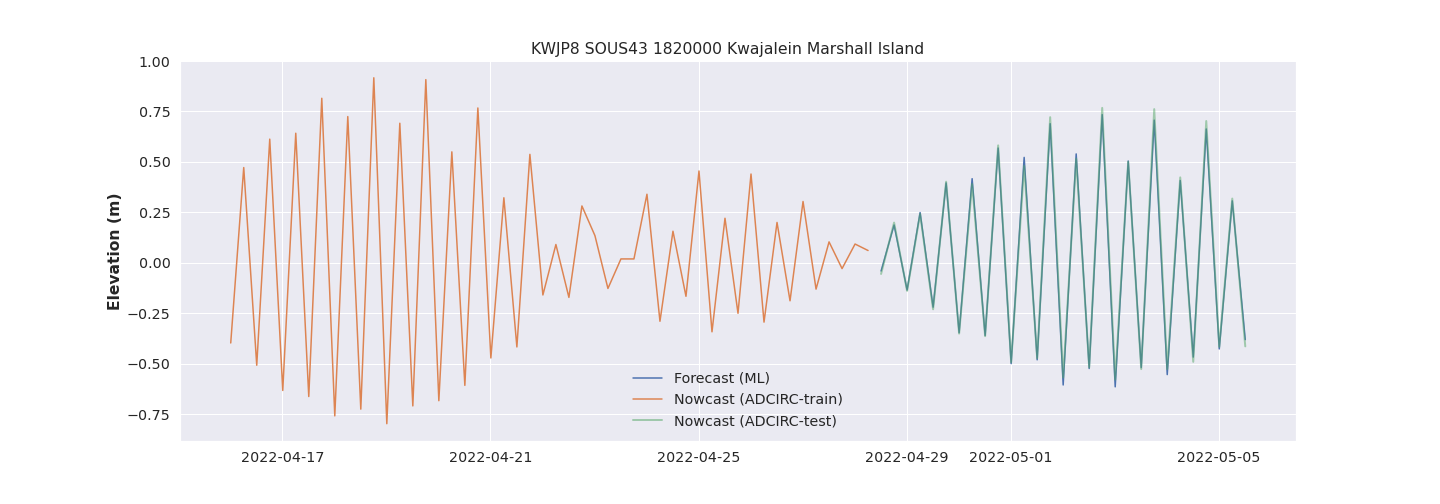 KWJP8 SOUS43 1820000 Kwajalein Marshall Island
1.00
0.75
0.50
0.25
0.00
−0.25
−0.50
−0.75
Elevation (m)
Forecast (ML)
Nowcast (ADCIRC-train)
Nowcast (ADCIRC-test)
2022-04-17 2022-04-21 2022-04-25 2022-04-29 2022-05-01 2022-05-05